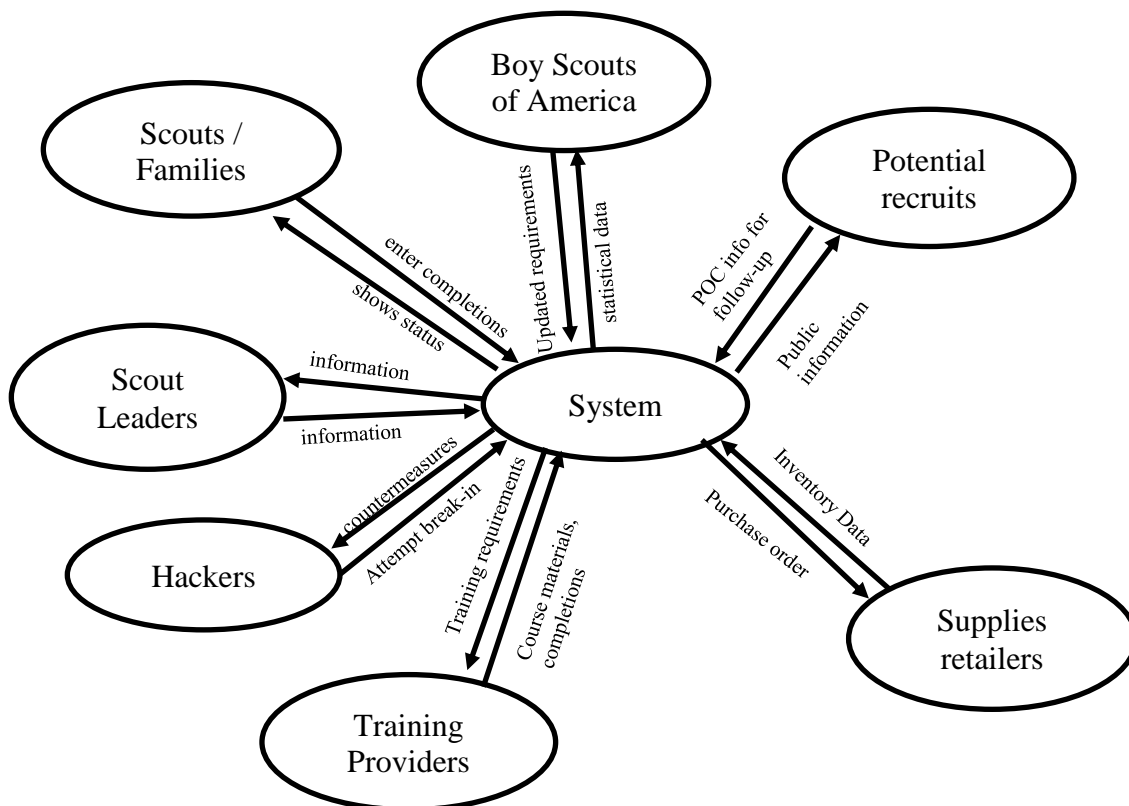 Boy Scouts
of America
Scouts /
Families
Potential
recruits
Updated requirements
statistical data
POC info for
follow-up
Public
information
enter completions
shows status
Scout
Leaders
information
information
System
countermeasures
Attempt break-in
Hackers
Training requirements
Course materials,
completions
Inventory Data
Purchase order
Supplies
retailers
Training
Providers